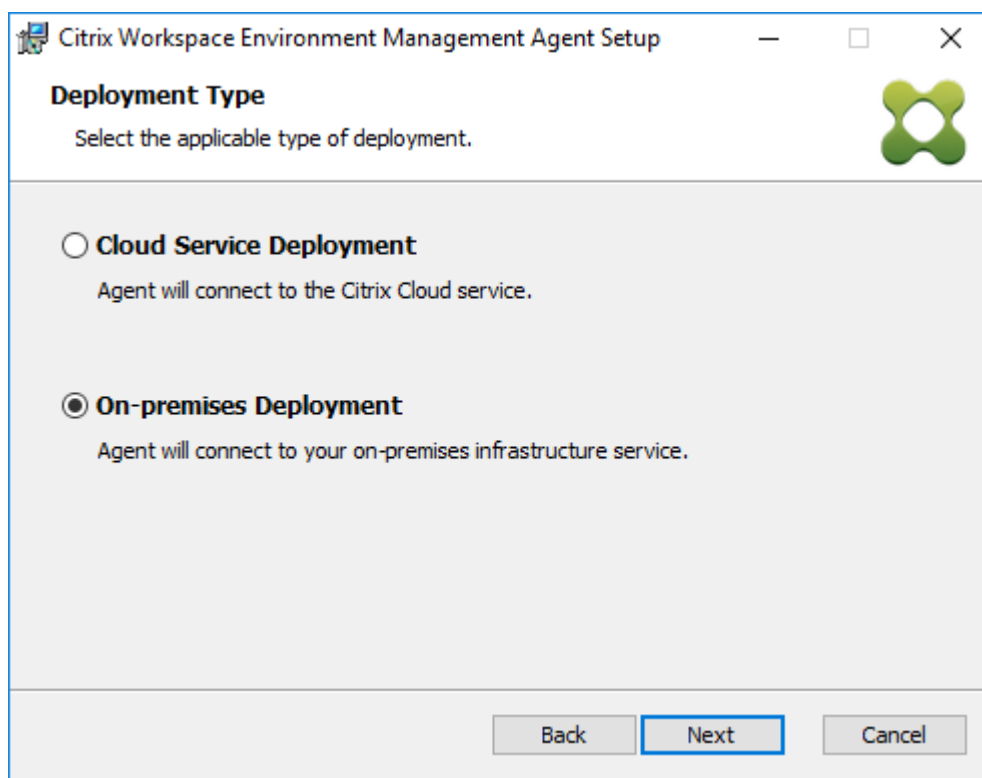 Citrix Workspace Environment Management Agent Setup
Deployment Type
Select the applicable type of deployment.
Cloud Service Deployment
Agent will connect to the Citrix Cloud service.
On-premises Deployment
Agent will connect to your on-premises infrastructure service.
Back Next Cancel